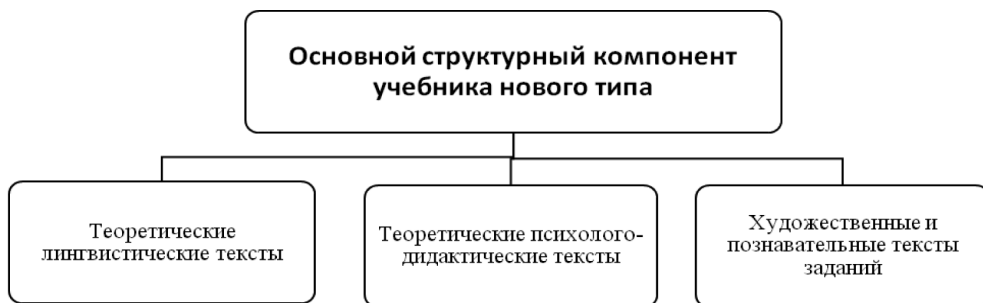 Основной структурный компонент
учебника нового типа
Теоретические
лингвистические тексты
Теоретические психолого-
дидактические тексты
Художественные и
познавательные тексты
заданий